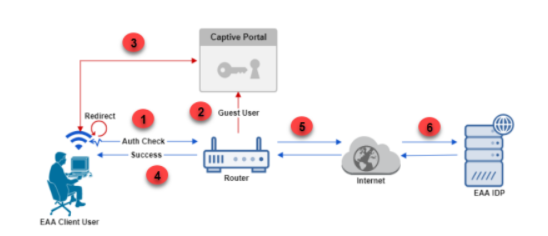 Captive Portal
3
Redirect
1
2
Guest User
Auth Check
5
6
Success
4
Router
Internet
EAA IDP
EAA Client User